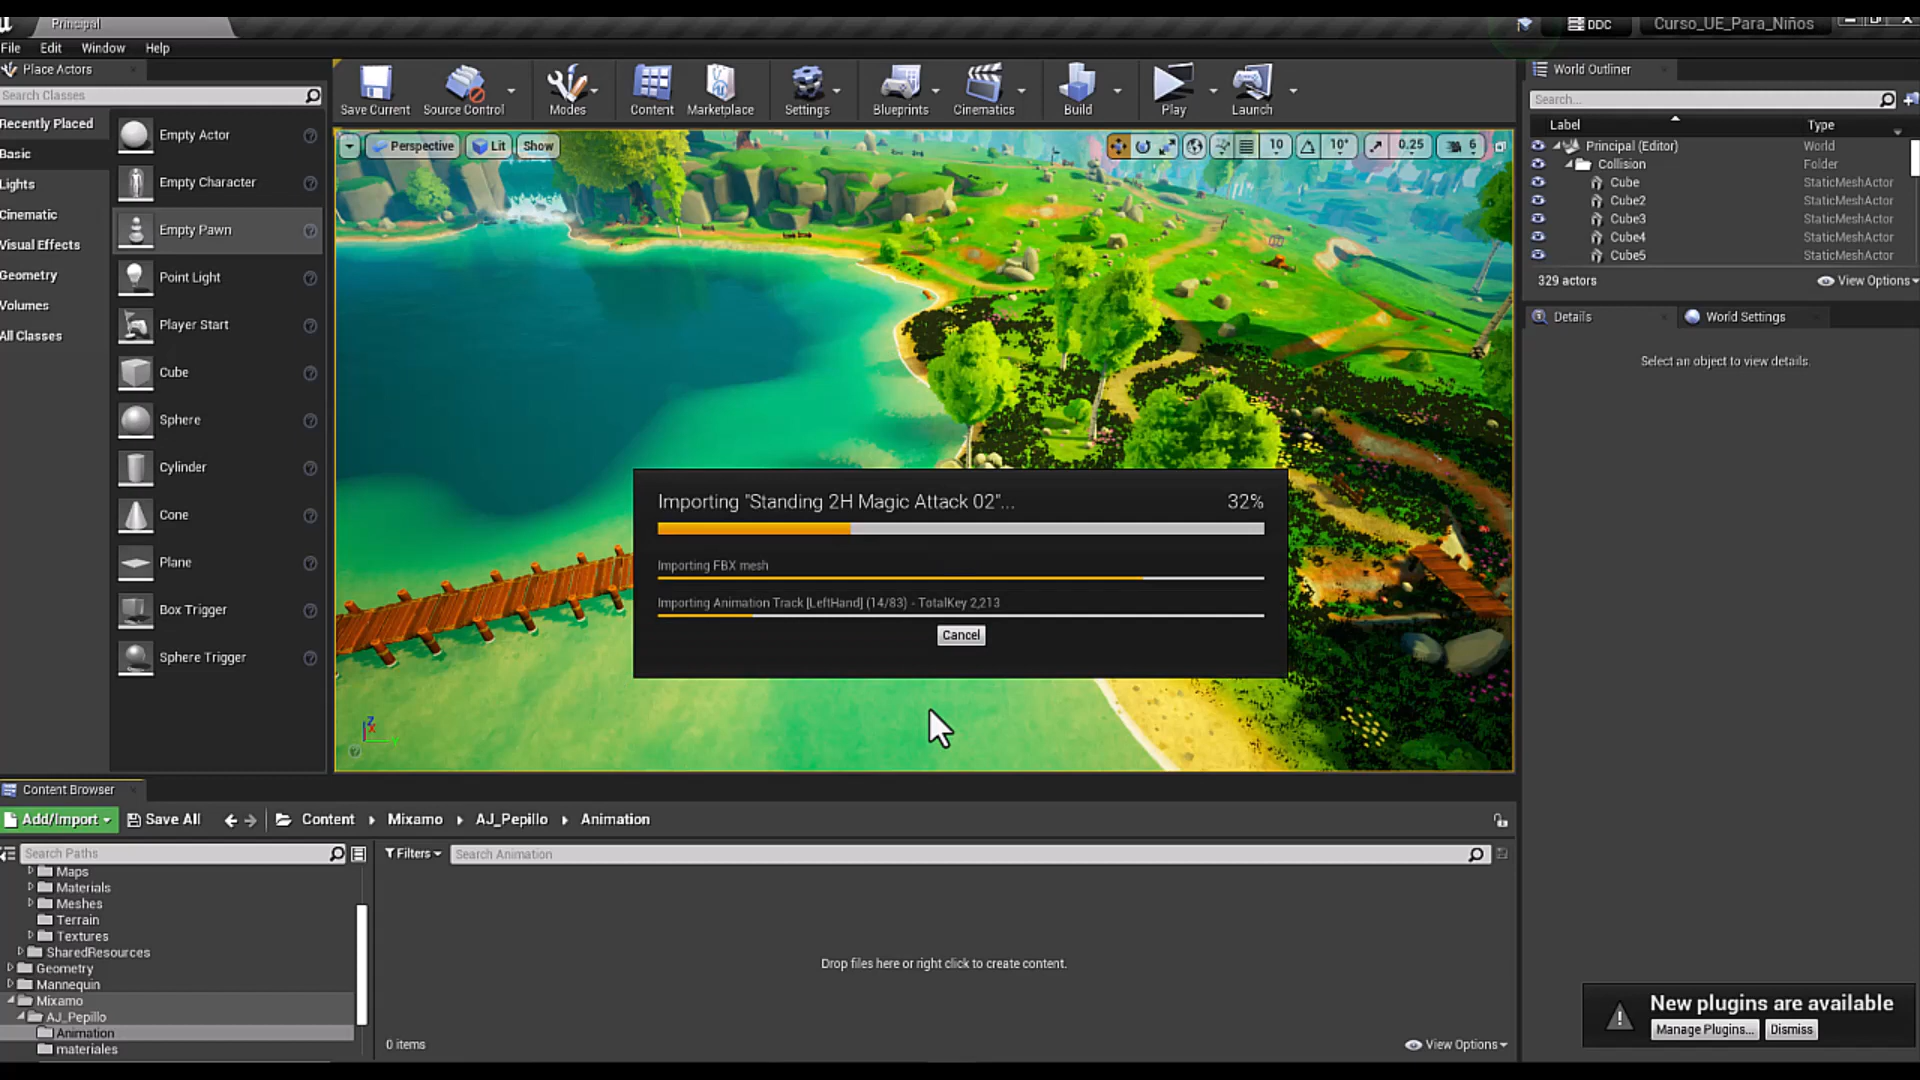 Principal
DDC
Curso_UE_Para_Niños
File Edit Window Help
Place Actors
Search Classes
Recently Placed
Basic
Lights
Cinematic
Visual Effects
Geometry
Volumes
All Classes
Empty Actor
Empty Character
Empty Pawn
Point Light
Player Start
Cube
Sphere
Cylinder
Cone
Plane
Box Trigger
Sphere Trigger
Save Current
Source Control
Modes
Content
Marketplace
Settings
Blueprints
Cinematics
Build
Play
Launch
Perspective
Lit
Show
10
10°
0.25
6
Importing "Standing 2H Magic Attack 02"...
32%
Importing FBX mesh
Importing Animation Track [LeftHand] (14/83) - TotalKey 2,213
Cancel
World Outliner
Search...
Label Type
Principal (Editor) World
Collision Folder
Cube StaticMeshActor
Cube2 StaticMeshActor
Cube3 StaticMeshActor
Cube4 StaticMeshActor
Cube5 StaticMeshActor
329 actors
View Options
Details
World Settings
Select an object to view details.
Content Browser
Add/Import
Save All
Content
Mixamo
AJ_Pepillo
Animation
Search Paths
Maps
Materials
Meshes
Terrain
Textures
SharedResources
Geometry
Mannequin
Mixamo
AJ_Pepillo
Animation
materiales
Filters
Search Animation
Drop files here or right click to create content.
0 items
View Options
New plugins are available
Manage Plugins...
Dismiss
Z
X